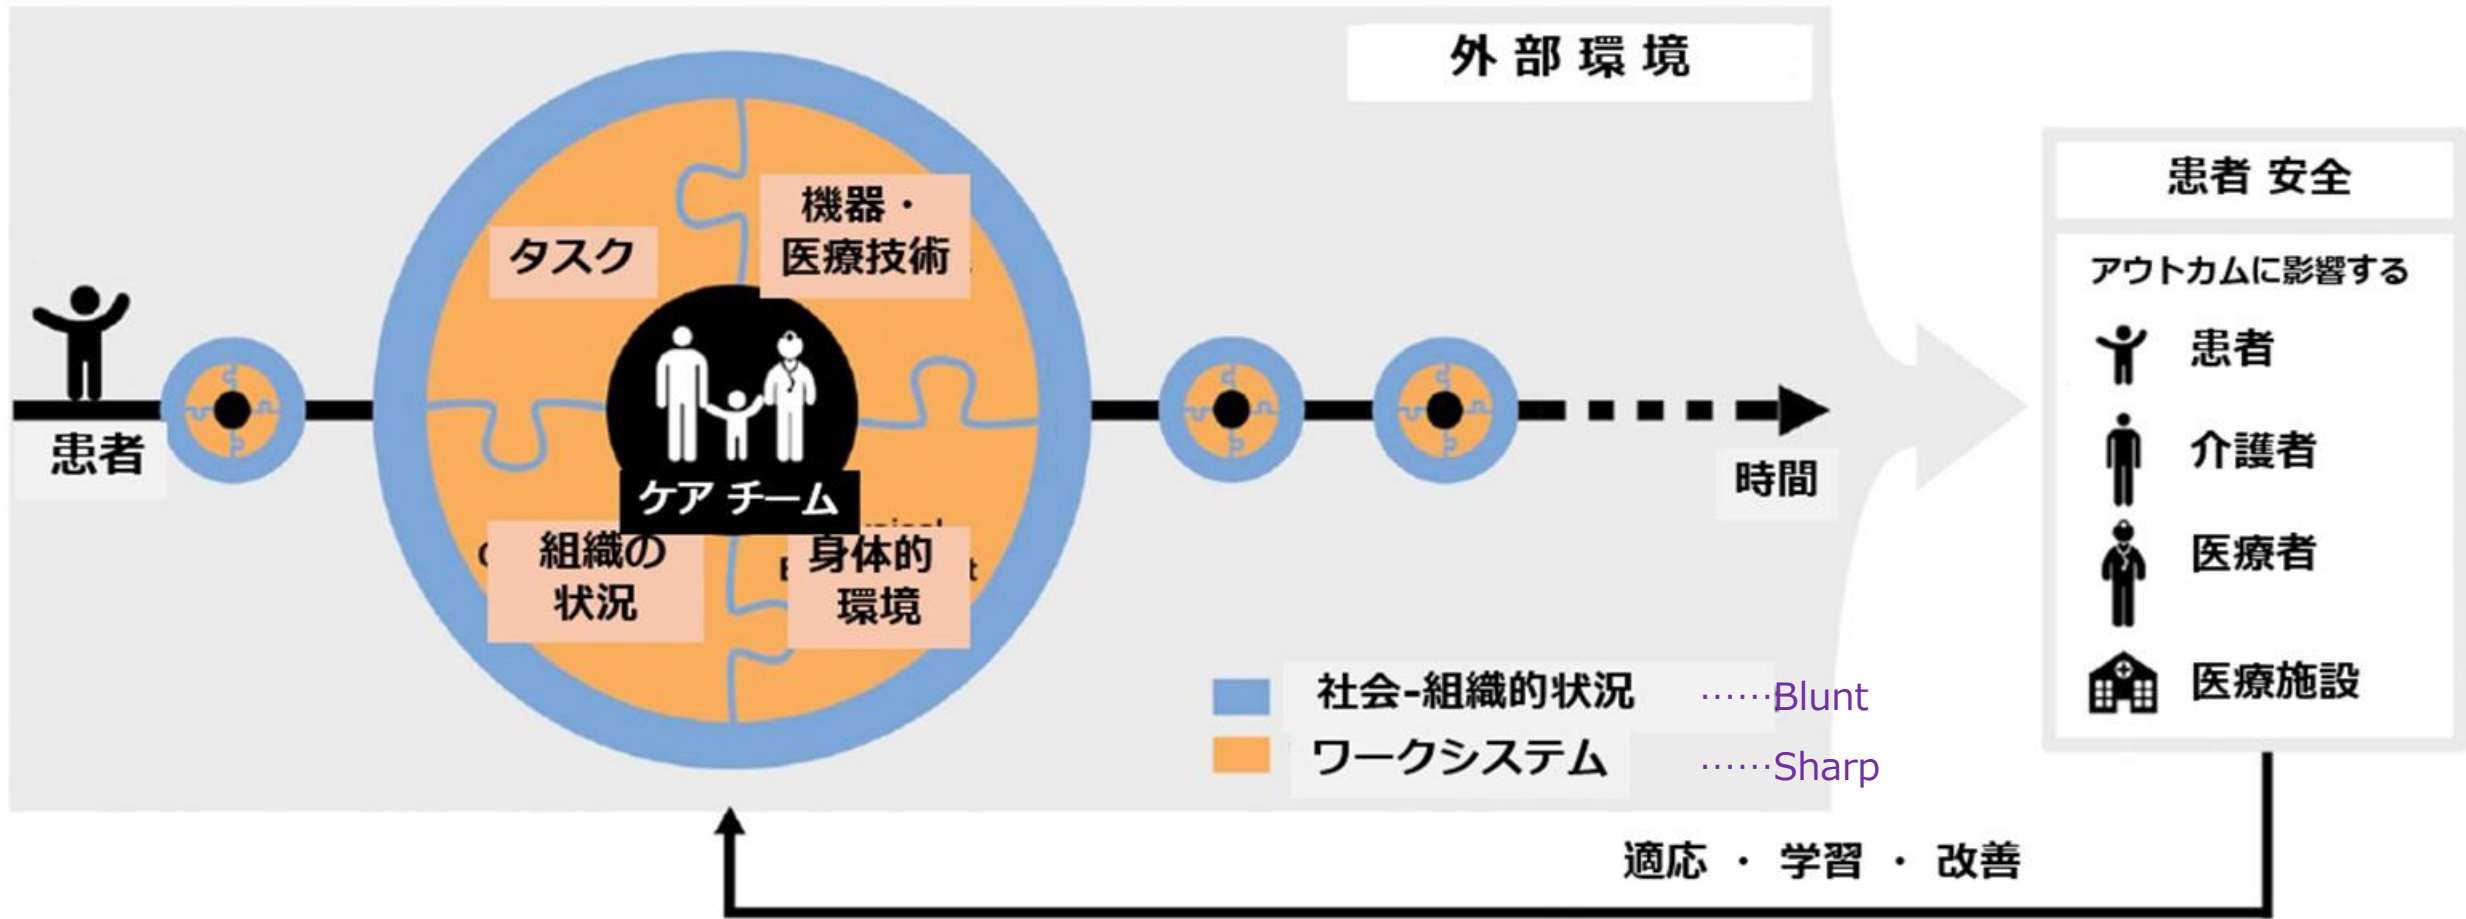 外部環境
患者 安全
アウトカムに影響する
患者
介護者
医療者
医療施設
機器・
医療技術
タスク
ケア チーム
組織の
状況
身体的
環境
患者
時間
社会-組織的状況 ……Blunt
ワークシステム ……Sharp
適応 ・ 学習 ・ 改善